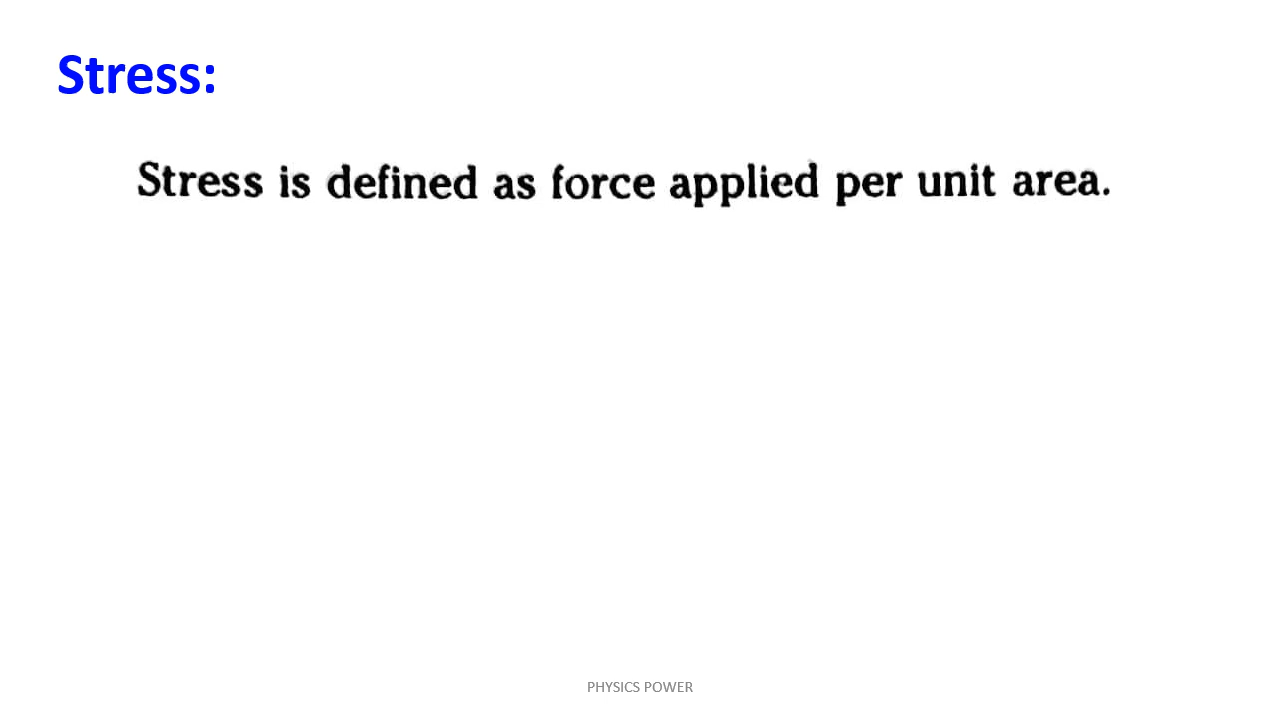 Stress:
Stress is defined as force applied per unit area.
PHYSICS POWER